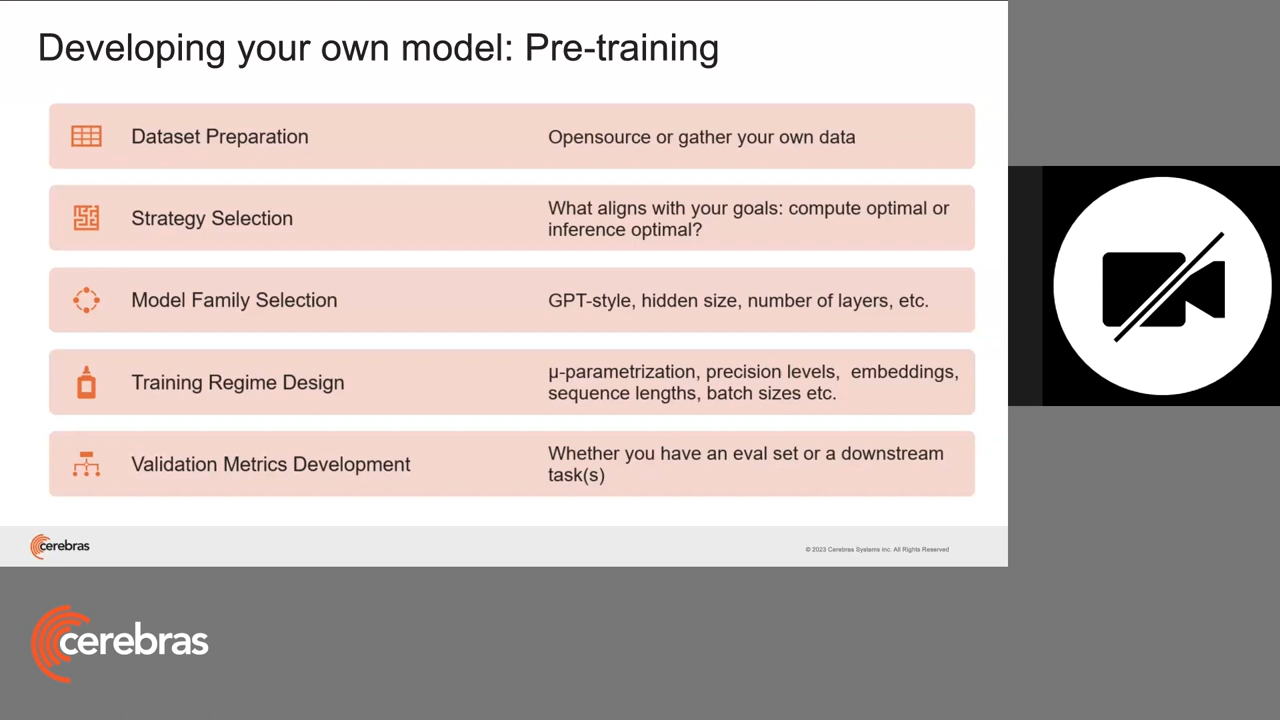 Developing your own model: Pre-training
Dataset Preparation
Opensource or gather your own data
Strategy Selection
What aligns with your goals: compute optimal or
inference optimal?
Model Family Selection
GPT-style, hidden size, number of layers, etc.
Training Regime Design
μ-parametrization, precision levels,  embeddings,
sequence lengths, batch sizes etc.
Validation Metrics Development
Whether you have an eval set or a downstream
task(s)
cerebras
© 2023 Cerebras Systems Inc. All Rights Reserved
cerebras